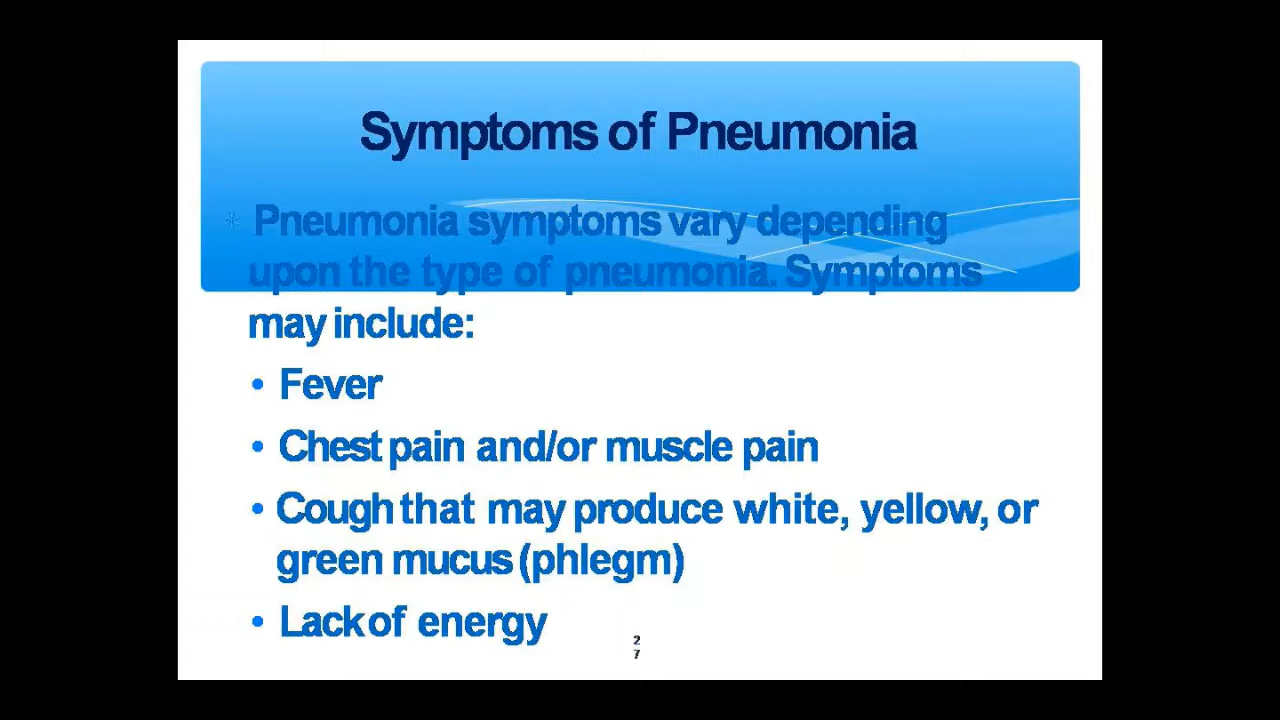 Symptoms of Pneumonia
* Pneumonia symptoms vary depending
upon the type of pneumonia. Symptoms
may include:
• Fever
• Chest pain and/or muscle pain
• Cough that may produce white, yellow, or
green mucus (phlegm)
• Lack of energy
2
7